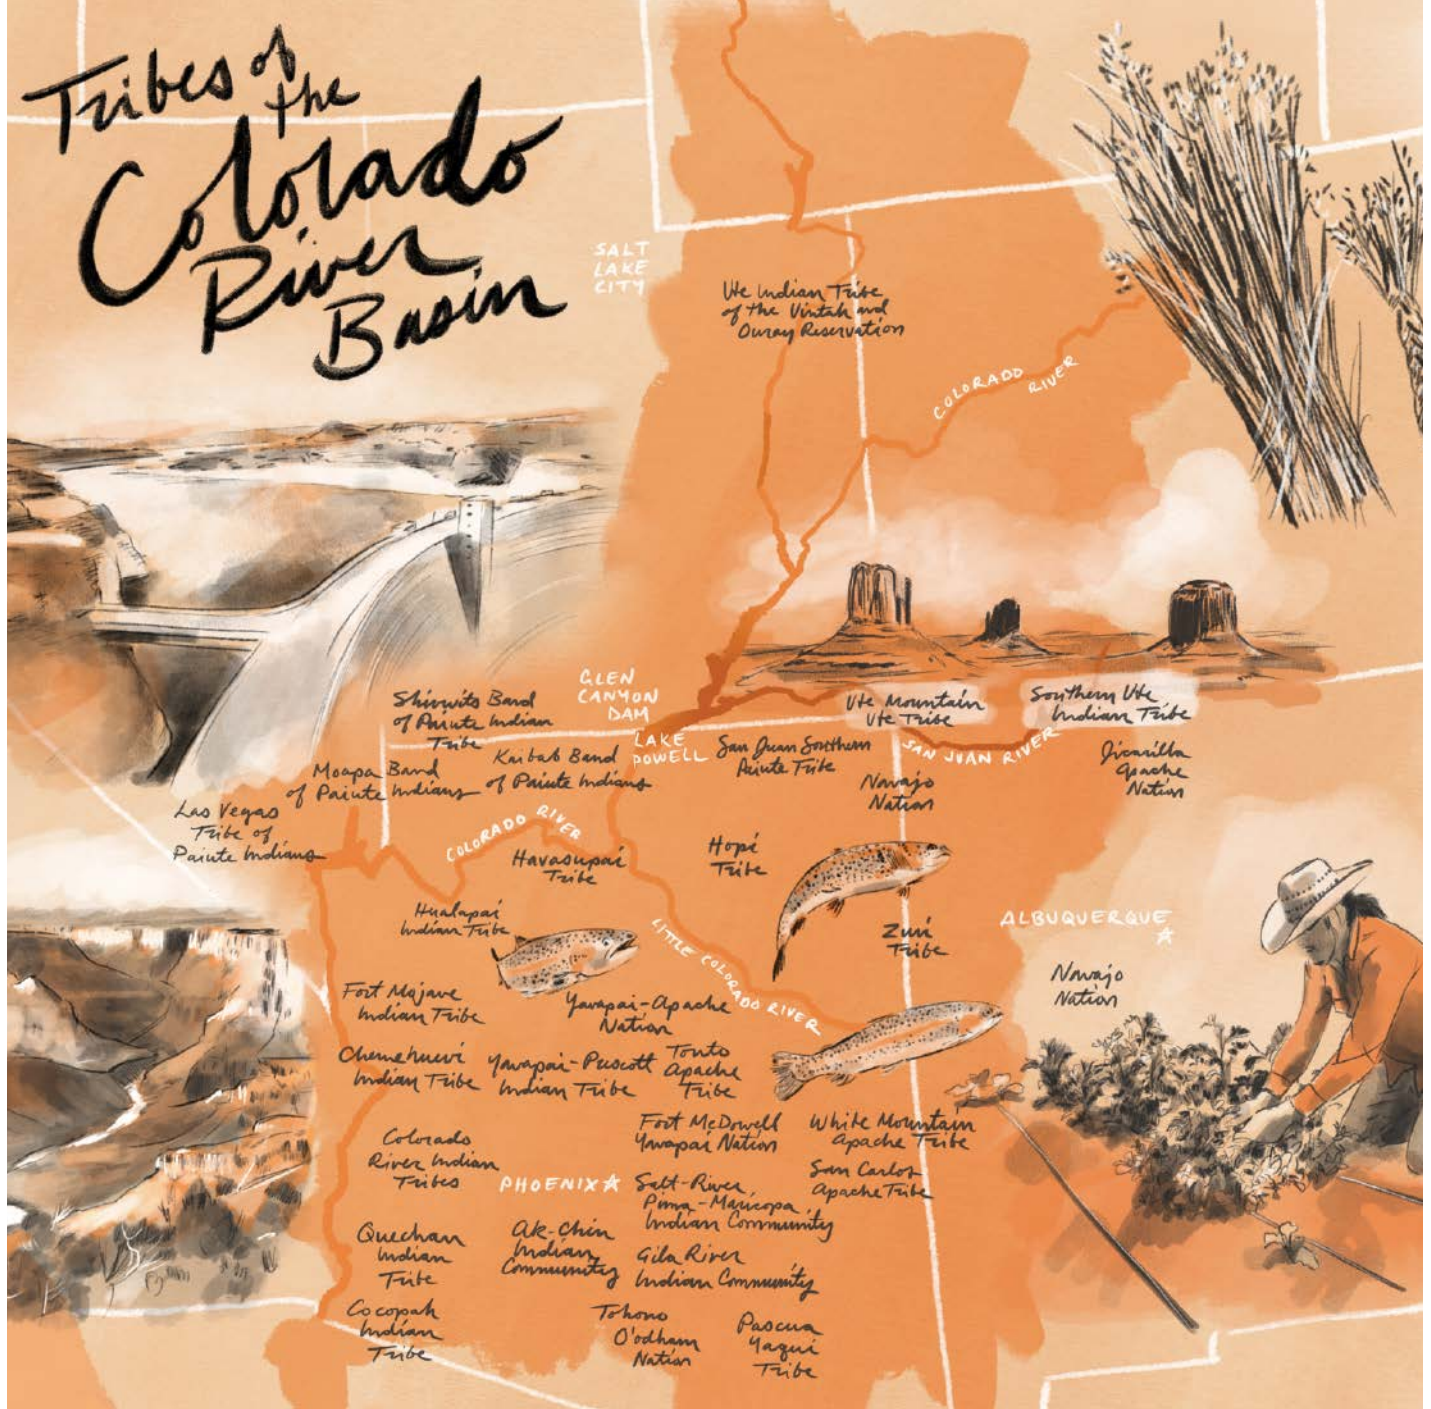 Tribes of
the
Colorado
River
Basin
SALT
LAKE
CITY
Ute Indian Tribe
of the Uintah and
Ouray Reservation
COLORADO
RIVER
GLEN
CANYON
DAM
LAKE
POWELL
Shivwits Band
of Paiute Indian
Tribe
Ute Mountain
Ute Tribe
Southern Ute
Indian Tribe
Kaibab Band
of Paiute Indians
San Juan Southern
Paiute Tribe
SAN JUAN RIVER
Jicarilla
Apache
Nation
Moapa Band
of Paiute Indians
Navajo
Nation
Las Vegas
Tribe of
Paiute Indians
COLORADO RIVER
Havasupai
Tribe
Hopi
Tribe
Hualapai
Indian Tribe
LITTLE COLORADO RIVER
Zuni
Tribe
ALBUQUERQUE
Navajo
Nation
Fort Mojave
Indian Tribe
Yavapai-Apache
Nation
Chemehuevi
Indian Tribe
Yavapai-Prescott
Indian Tribe
Tonto
Apache
Tribe
Fort McDowell
Yavapai Nation
White Mountain
Apache Tribe
Colorado
River Indian
Tribes
PHOENIX
Salt-River
Pima-Maricopa
Indian Community
San Carlos
Apache Tribe
Quechan
Indian
Tribe
Ak-Chin
Indian
Community
Gila River
Indian Community
Cocopah
Indian
Tribe
Tohono
O'odham
Nation
Pascua
Yaqui
Tribe